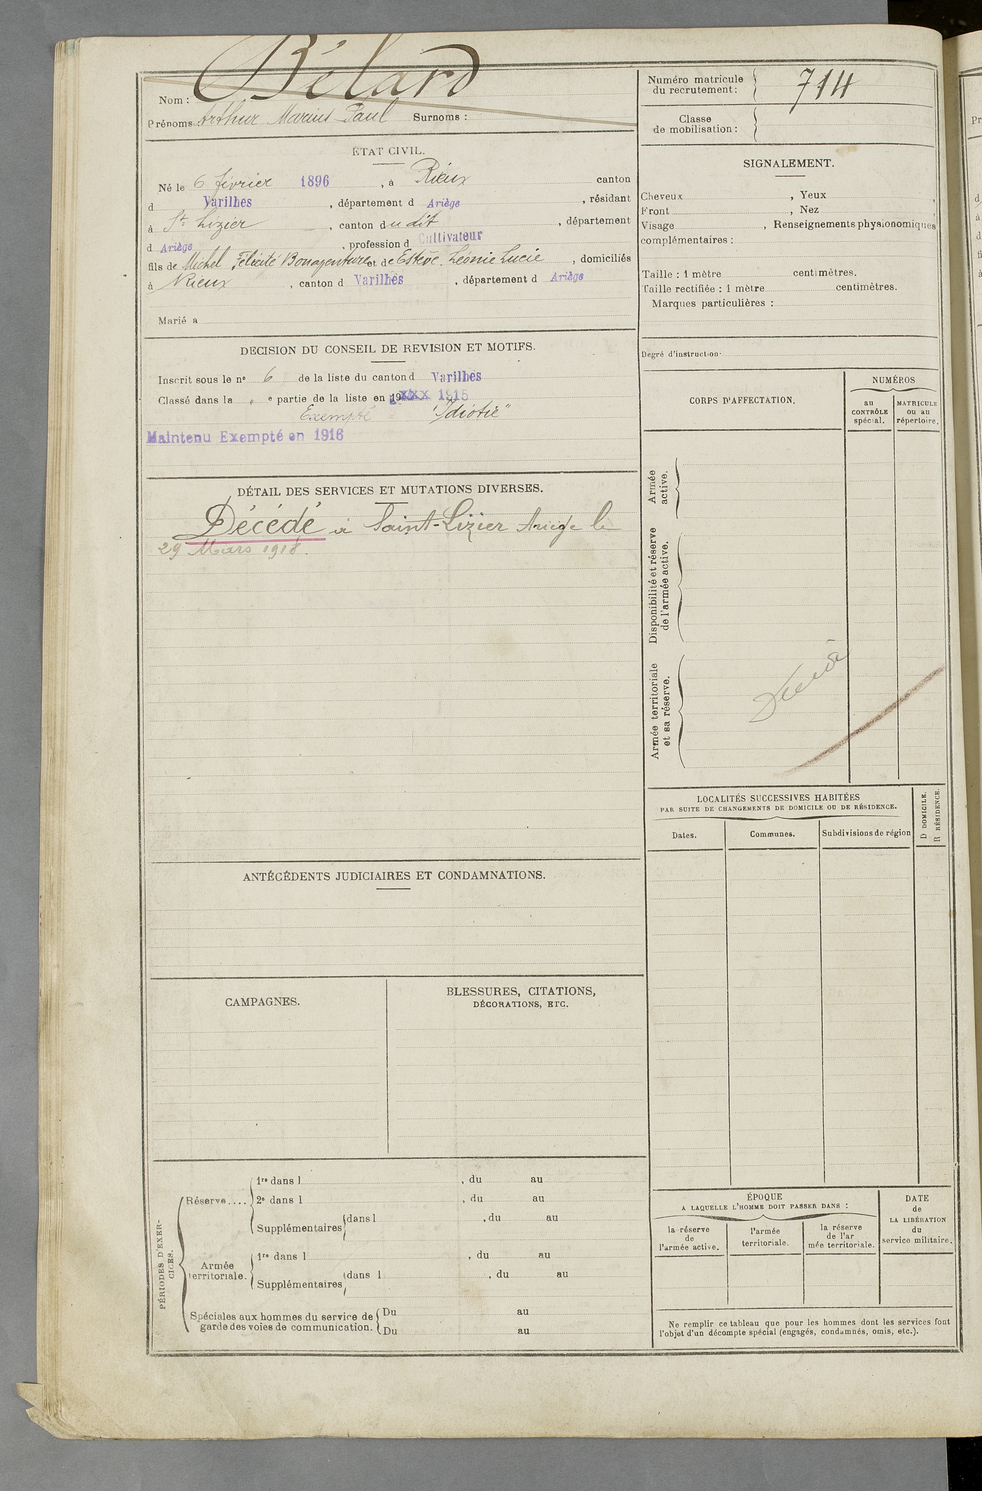 Nom : Bélard
Prénoms : Arthur Marius Paul Surnoms :
ÉTAT CIVIL.
Né le 6 février 1896, à Rieux canton
d Varilhes, département d Ariège, résidant
à St Lizier, canton dudit, département
d Ariège, profession d Cultivateur
fils de Michel Félicité Bonaventure et de Estève Léonie Lucie, domiciliés
à Rieux, canton d Varilhes, département d Ariège
Marié a
DÉCISION DU CONSEIL DE REVISION ET MOTIFS.
Inscrit sous le nº 6 de la liste du canton d Varilhes
Classé dans la " e partie de la liste en 1915
Exempté "Idiotie"
Maintenu Exempté en 1916
DÉTAIL DES SERVICES ET MUTATIONS DIVERSES.
Décédé à Saint-Lizier Ariège le
29 Mars 1918.
ANTÉCÉDENTS JUDICIAIRES ET CONDAMNATIONS.
CAMPAGNES.
BLESSURES, CITATIONS,
DÉCORATIONS, ETC.
PÉRIODES D'EXER-
CICES.
Réserve....
1re dans l , du au
2e dans l , du au
Supplémentaires dans l , du au
Armée
territoriale.
1re dans l , du au
Supplémentaires dans l , du au
Spéciales aux hommes du service de
garde des voies de communication.
Du au
Du au
Numéro matricule
du recrutement : 714
Classe
de mobilisation :
SIGNALEMENT.
Cheveux , Yeux ,
Front , Nez
Visage , Renseignements physionomiques
complémentaires :
Taille : 1 mètre centimètres.
Taille rectifiée : 1 mètre centimètres.
Marques particulières :
Degré d'instruction
CORPS D'AFFECTATION.
NUMÉROS
au
CONTRÔLE
spécial.
MATRICULE
ou au
répertoire.
Armée
active.
Disponibilité et réserve
de l'armée active.
Armée territoriale
et sa réserve.
LOCALITÉS SUCCESSIVES HABITÉES
PAR SUITE DE CHANGEMENTS DE DOMICILE OU DE RÉSIDENCE.
Dates.
Communes.
Subdivisions de région
D DOMICILE.
R RÉSIDENCE.
ÉPOQUE
A LAQUELLE L'HOMME DOIT PASSER DANS :
la réserve
de
l'armée active.
l'armée
territoriale.
la réserve
de l'ar
mée territoriale.
DATE
de
LA LIBÉRATION
du
service militaire.
Ne remplir ce tableau que pour les hommes dont les services font
l'objet d'un décompte spécial (engagés, condamnés, omis, etc.).